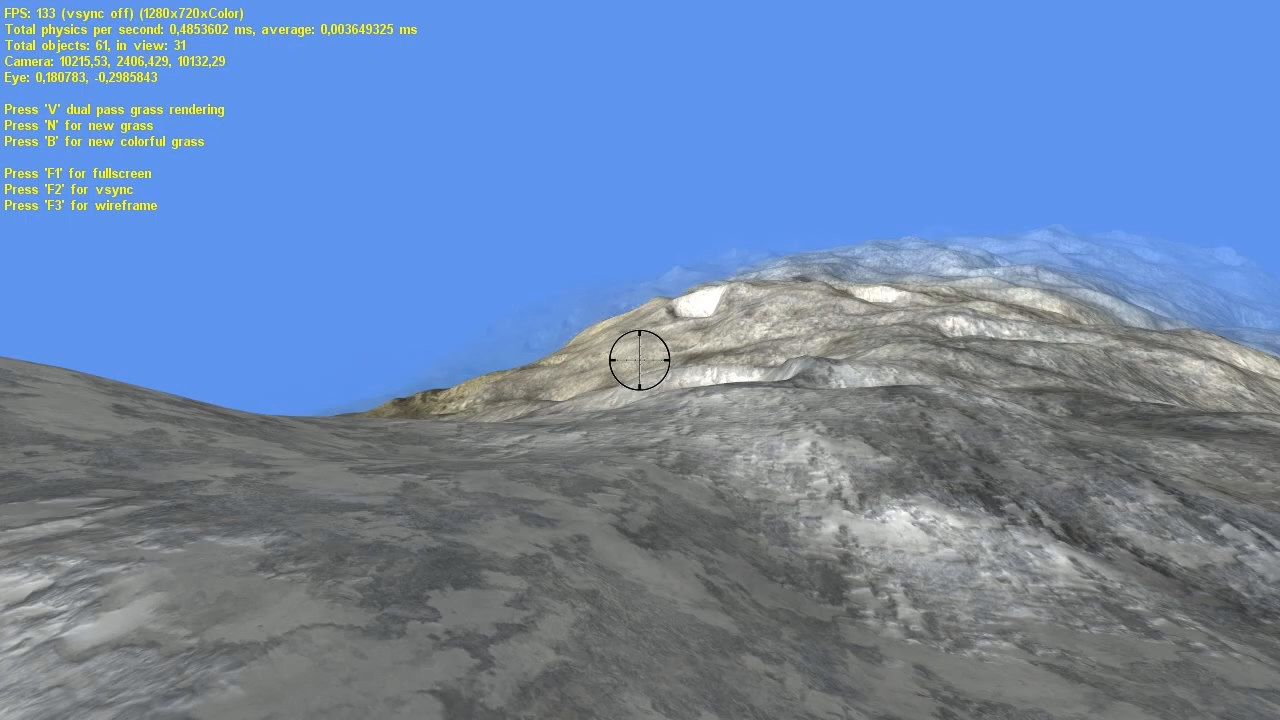 FPS: 133 (vsync off) (1280x720xColor)
Total physics per second: 0,4853602 ms, average: 0,003649325 ms
Total objects: 61, in view: 31
Camera: 10215,53, 2406,429, 10132,29
Eye: 0,180783, -0,2985843
Press 'V' dual pass grass rendering
Press 'N' for new grass
Press 'B' for new colorful grass
Press 'F1' for fullscreen
Press 'F2' for vsync
Press 'F3' for wireframe